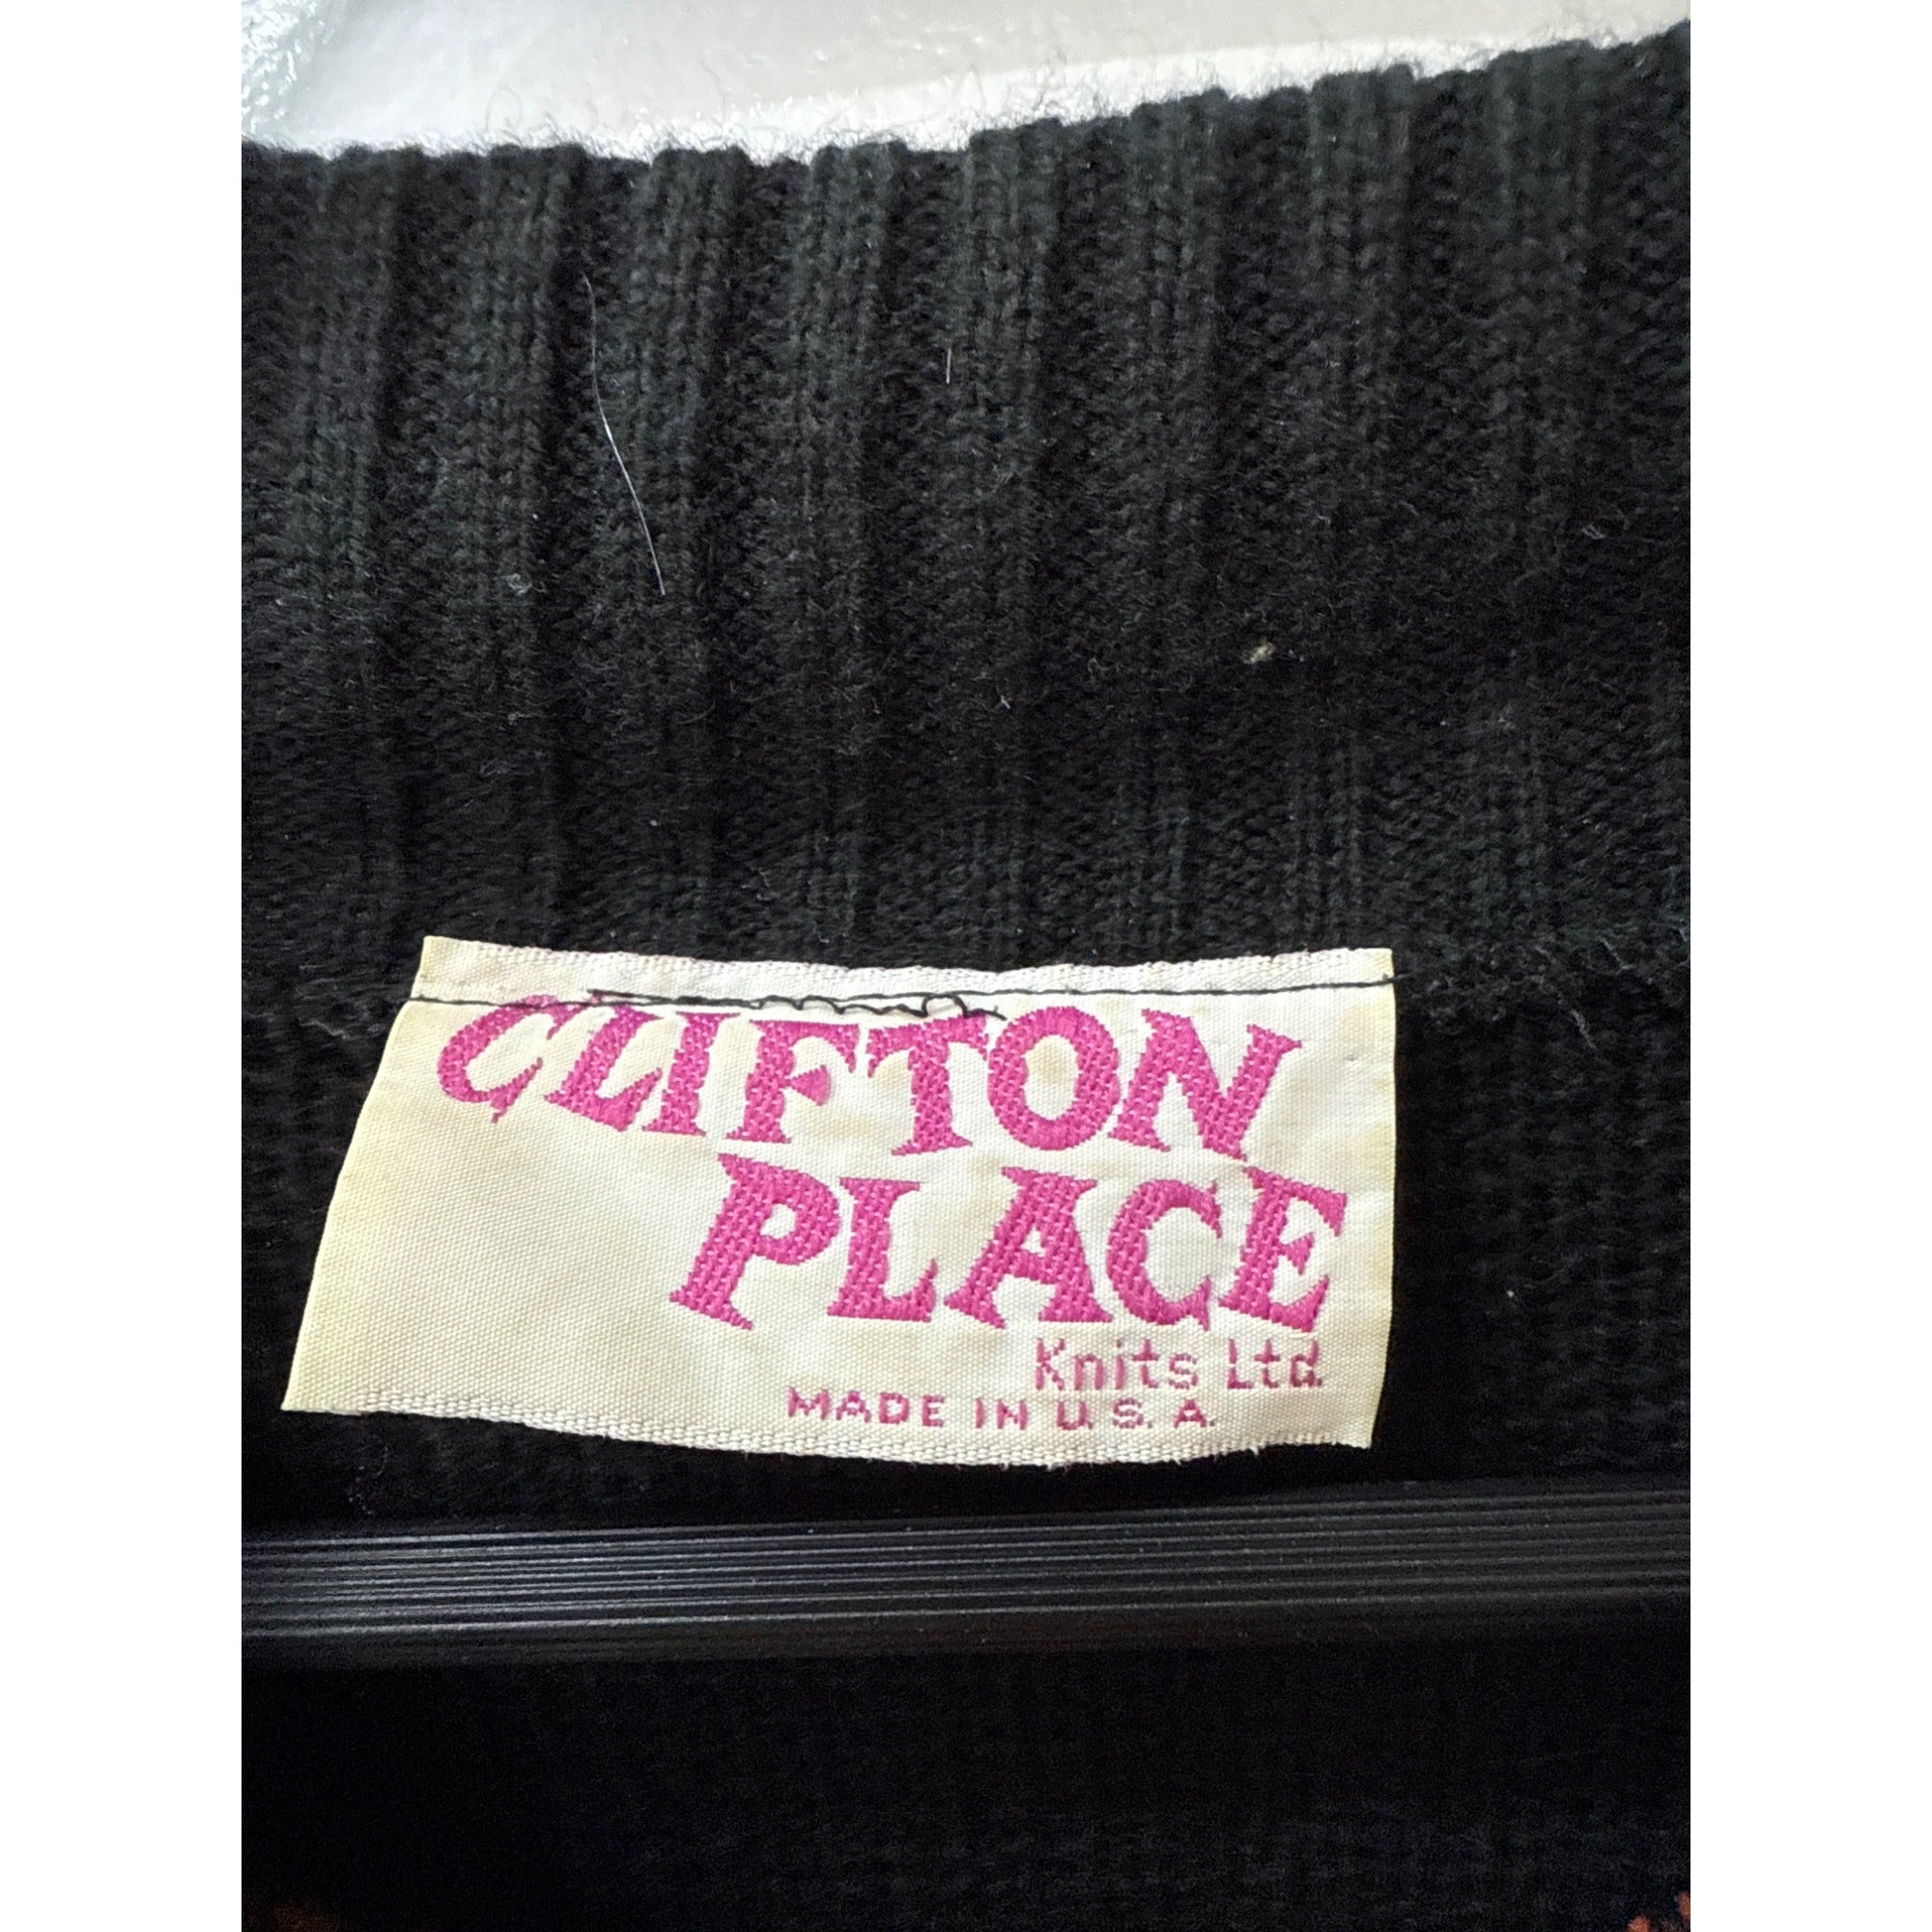 CLIFTON
PLACE
Knits Ltd.
MADE IN U.S.A.